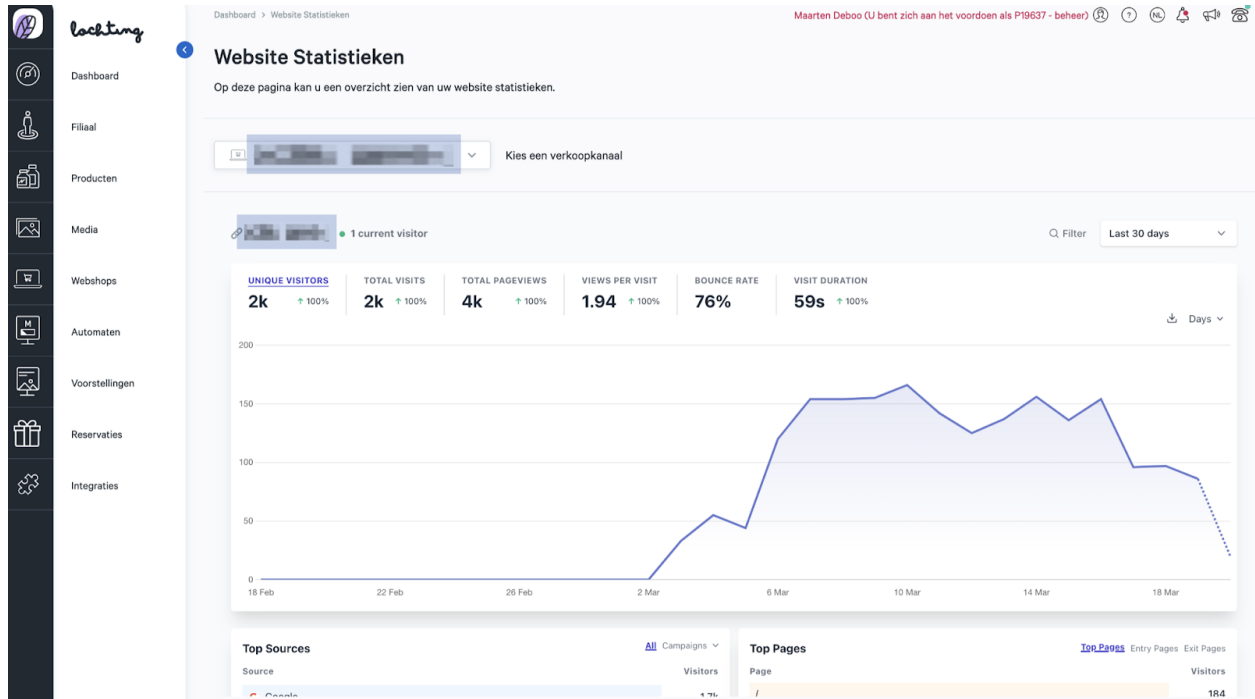 lochting
Dashboard > Website Statistieken
Maarten Deboo (U bent zich aan het voordoen als P19637 - beheer)
? NL
Website Statistieken
Op deze pagina kan u een overzicht zien van uw website statistieken.
Dashboard
Filiaal
Producten
Media
Webshops
Automaten
Voorstellingen
Reservaties
Integraties
Kies een verkoopkanaal
1 current visitor
Filter
Last 30 days
UNIQUE VISITORS TOTAL VISITS TOTAL PAGEVIEWS VIEWS PER VISIT BOUNCE RATE VISIT DURATION
2k ↑ 100% 2k ↑ 100% 4k ↑ 100% 1.94 ↑ 100% 76% 59s ↑ 100%
Days
200
150
100
50
0
18 Feb 22 Feb 26 Feb 2 Mar 6 Mar 10 Mar 14 Mar 18 Mar
Top Sources All Campaigns
Source Visitors
Google 1.7k
Top Pages Top Pages Entry Pages Exit Pages
Page Visitors
/ 184